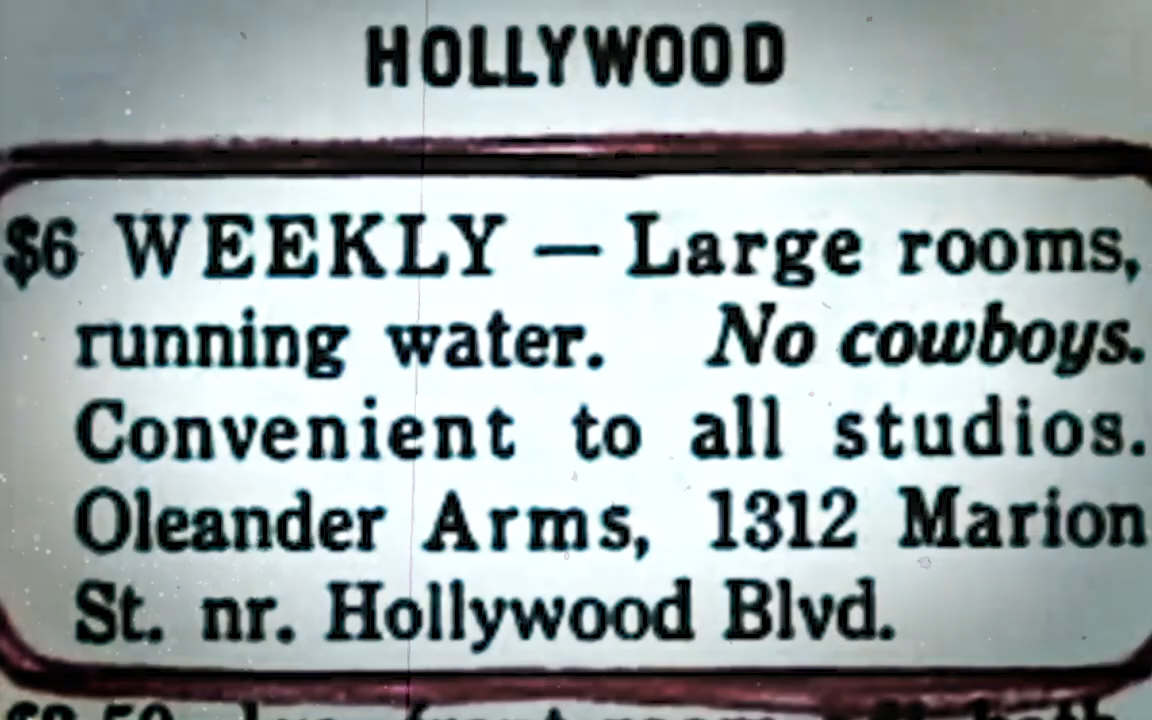 HOLLYWOOD
$6 WEEKLY — Large rooms,
running water. No cowboys.
Convenient to all studios.
Oleander Arms, 1312 Marion
St. nr. Hollywood Blvd.